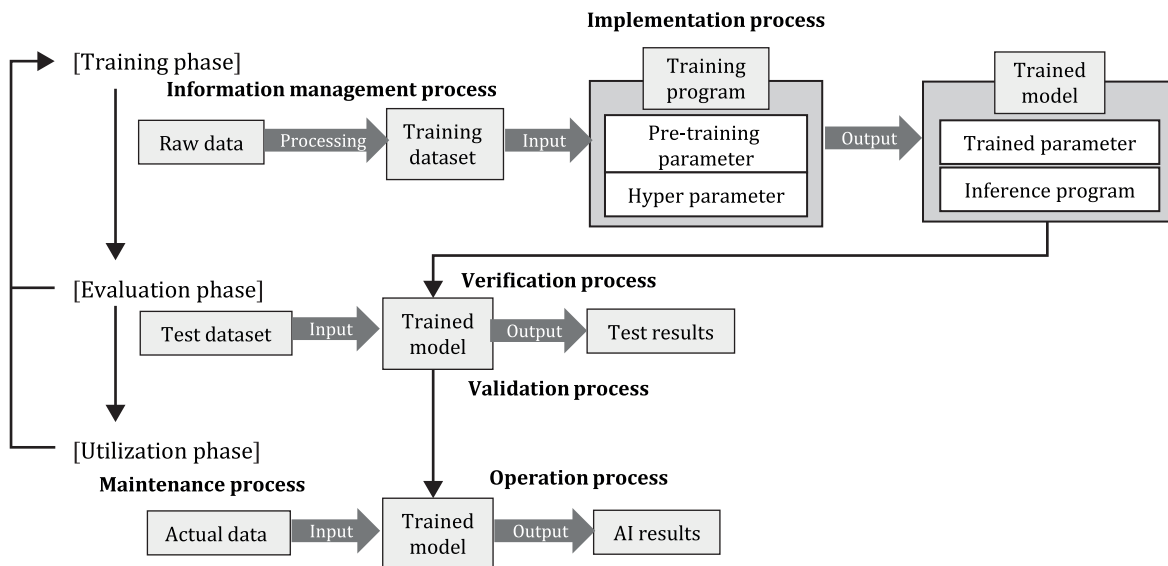 Implementation process
[Training phase]
Training
program
Trained
model
Information management process
Raw data
Processing
Training
dataset
Input
Pre-training
parameter
Hyper parameter
Output
Trained parameter
Inference program
Verification process
[Evaluation phase]
Test dataset
Input
Trained
model
Output
Test results
Validation process
[Utilization phase]
Maintenance process
Operation process
Actual data
Input
Trained
model
Output
AI results